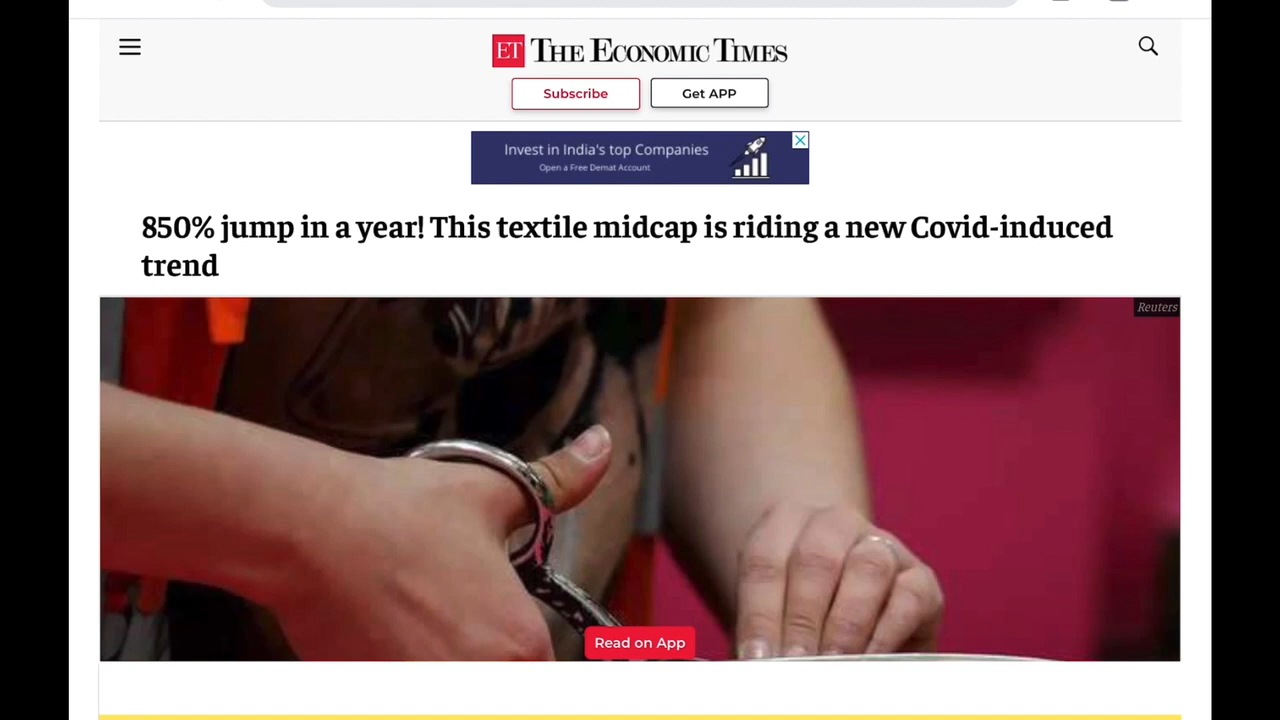 ET THE ECONOMIC TIMES
Subscribe
Get APP
Invest in India's top Companies
Open a Free Demat Account
850% jump in a year! This textile midcap is riding a new Covid-induced
trend
Reuters
Read on App